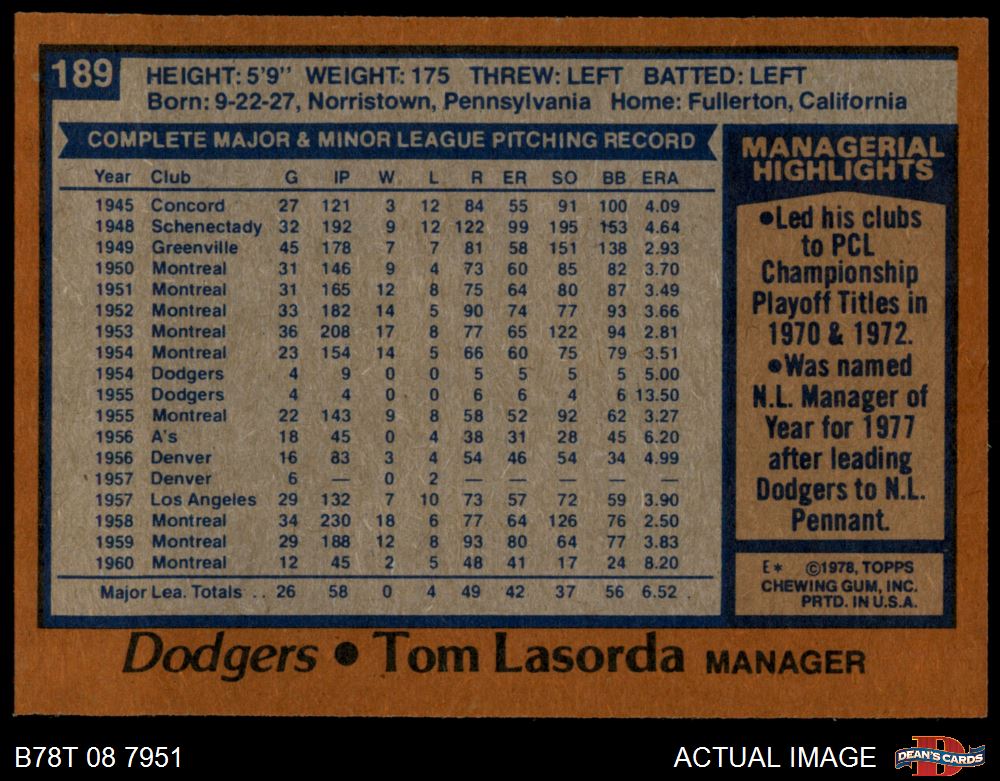 189
HEIGHT: 5'9" WEIGHT: 175 THREW: LEFT BATTED: LEFT
Born: 9-22-27, Norristown, Pennsylvania Home: Fullerton, California
COMPLETE MAJOR & MINOR LEAGUE PITCHING RECORD
Year Club G IP W L R ER SO BB ERA
1945 Concord 27 121 3 12 84 55 91 100 4.09
1948 Schenectady 32 192 9 12 122 99 195 153 4.64
1949 Greenville 45 178 7 7 81 58 151 138 2.93
1950 Montreal 31 146 9 4 73 60 85 82 3.70
1951 Montreal 31 165 12 8 75 64 80 87 3.49
1952 Montreal 33 182 14 5 90 74 77 93 3.66
1953 Montreal 36 208 17 8 77 65 122 94 2.81
1954 Montreal 23 154 14 5 66 60 75 79 3.51
1954 Dodgers 4 9 0 0 5 5 5 5 5.00
1955 Dodgers 4 4 0 0 6 6 4 6 13.50
1955 Montreal 22 143 9 8 58 52 92 62 3.27
1956 A's 18 45 0 4 38 31 28 45 6.20
1956 Denver 16 83 3 4 54 46 54 34 4.99
1957 Denver 6 — 0 2 — — — — —
1957 Los Angeles 29 132 7 10 73 57 72 59 3.90
1958 Montreal 34 230 18 6 77 64 126 76 2.50
1959 Montreal 29 188 12 8 93 80 64 77 3.83
1960 Montreal 12 45 2 5 48 41 17 24 8.20
Major Lea. Totals .. 26 58 0 4 49 42 37 56 6.52
MANAGERIAL
HIGHLIGHTS
•Led his clubs
to PCL
Championship
Playoff Titles in
1970 & 1972.
•Was named
N.L. Manager of
Year for 1977
after leading
Dodgers to N.L.
Pennant.
E* ©1978, TOPPS
CHEWING GUM, INC.
PRTD. IN U.S.A.
Dodgers • Tom Lasorda MANAGER
B78T 08 7951
ACTUAL IMAGE
D
DEAN'S CARDS